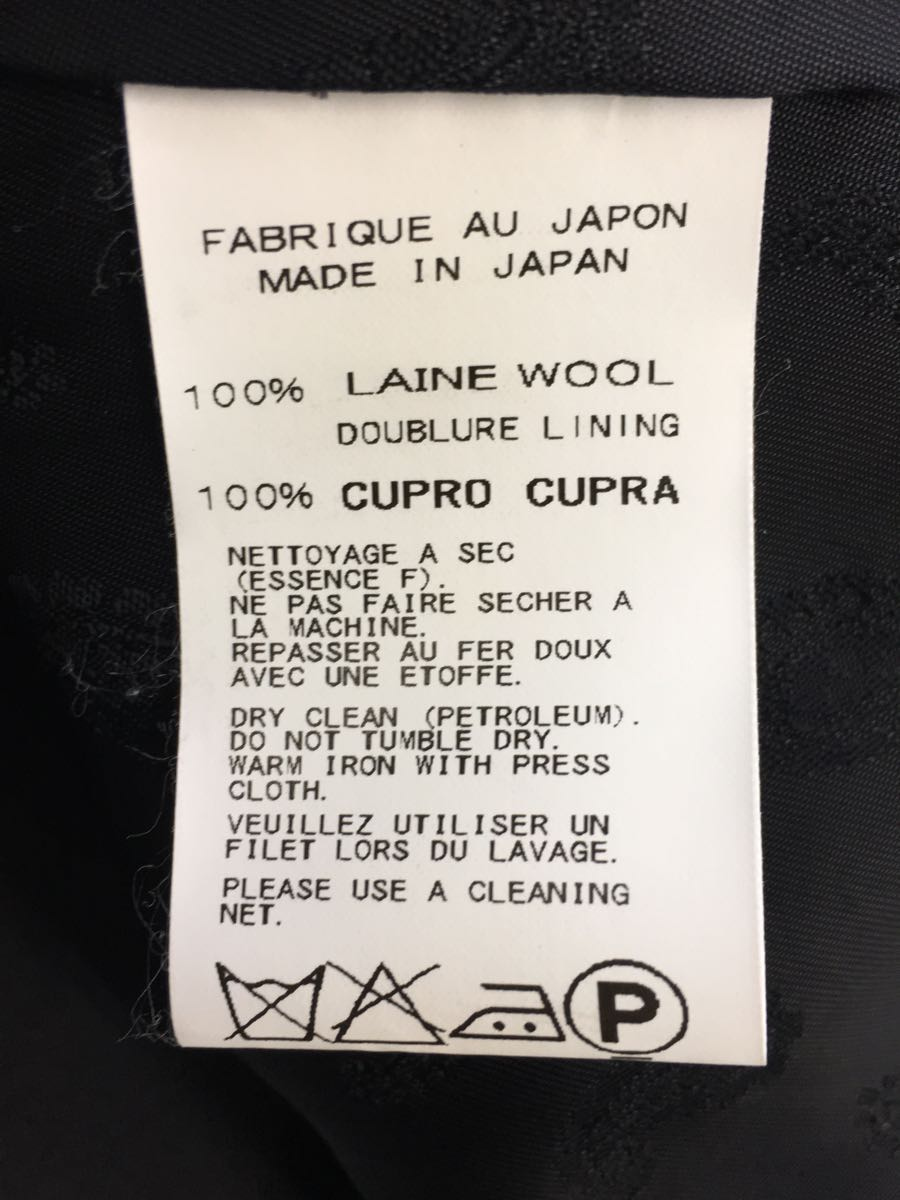 FABRIQUE AU JAPON
MADE IN JAPAN
100% LAINE WOOL
DOUBLURE LINING
100% CUPRO CUPRA
NETTOYAGE A SEC
(ESSENCE F).
NE PAS FAIRE SECHER A
LA MACHINE.
REPASSER AU FER DOUX
AVEC UNE ETOFFE.
DRY CLEAN (PETROLEUM).
DO NOT TUMBLE DRY.
WARM IRON WITH PRESS
CLOTH.
VEUILLEZ UTILISER UN
FILET LORS DU LAVAGE.
PLEASE USE A CLEANING
NET.
P